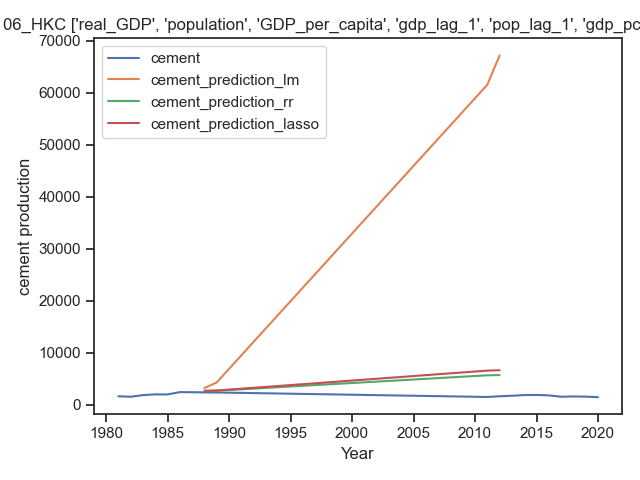 06_HKC ['real_GDP', 'population', 'GDP_per_capita', 'gdp_lag_1', 'pop_lag_1', 'gdp_pc
70000
60000
50000
40000
30000
20000
10000
0
cement production
cement
cement_prediction_lm
cement_prediction_rr
cement_prediction_lasso
1980 1985 1990 1995 2000 2005 2010 2015 2020
Year